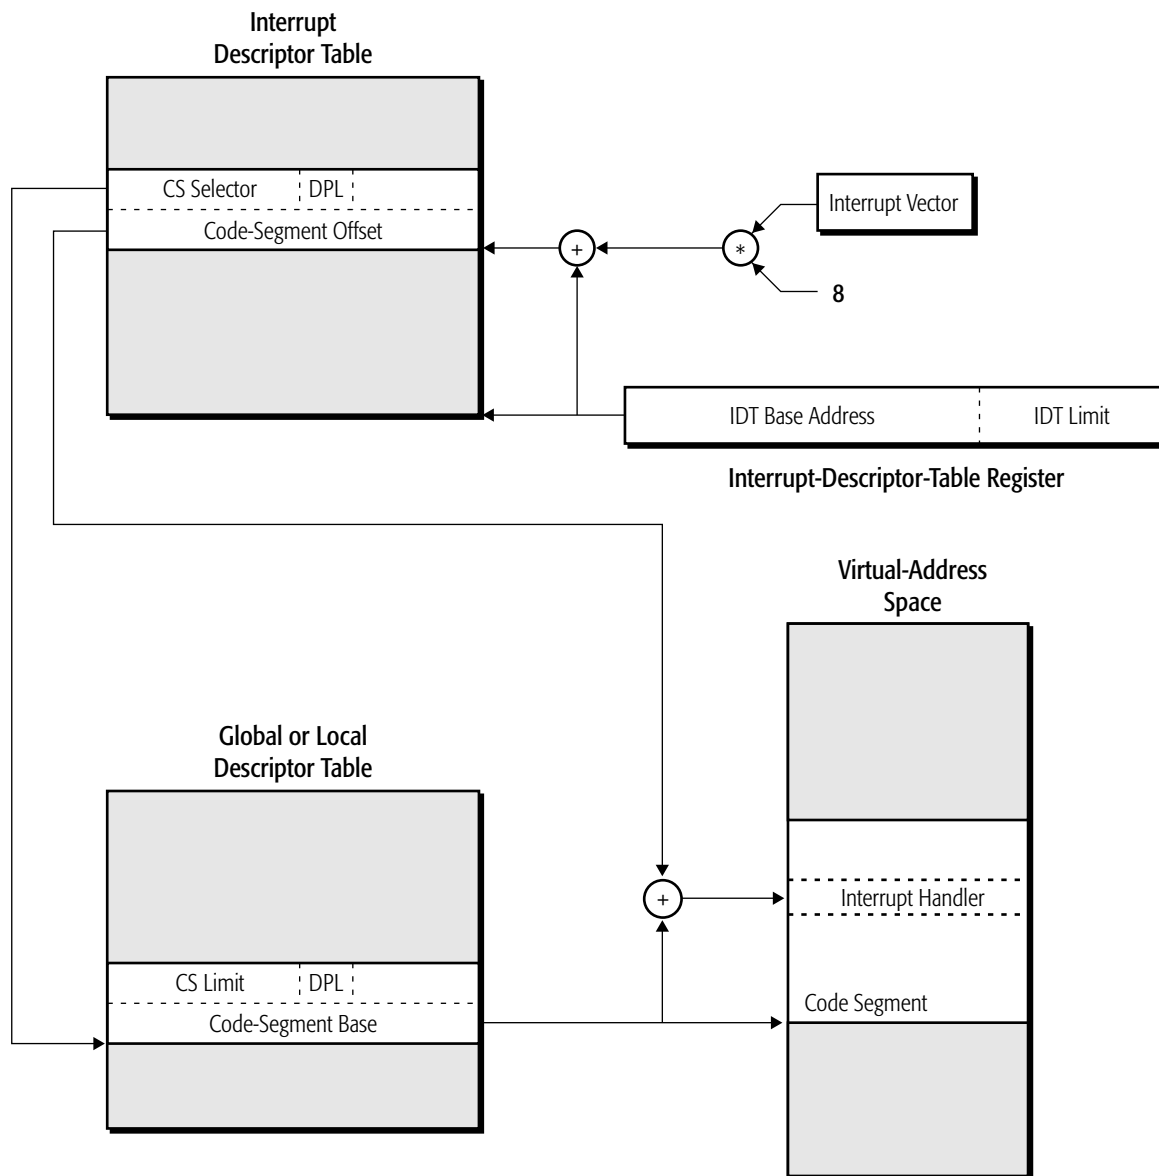 Interrupt
Descriptor Table
CS Selector DPL
Code-Segment Offset
Interrupt Vector
+
*
8
IDT Base Address IDT Limit
Interrupt-Descriptor-Table Register
Virtual-Address
Space
Global or Local
Descriptor Table
+
Interrupt Handler
CS Limit DPL
Code-Segment Base
Code Segment